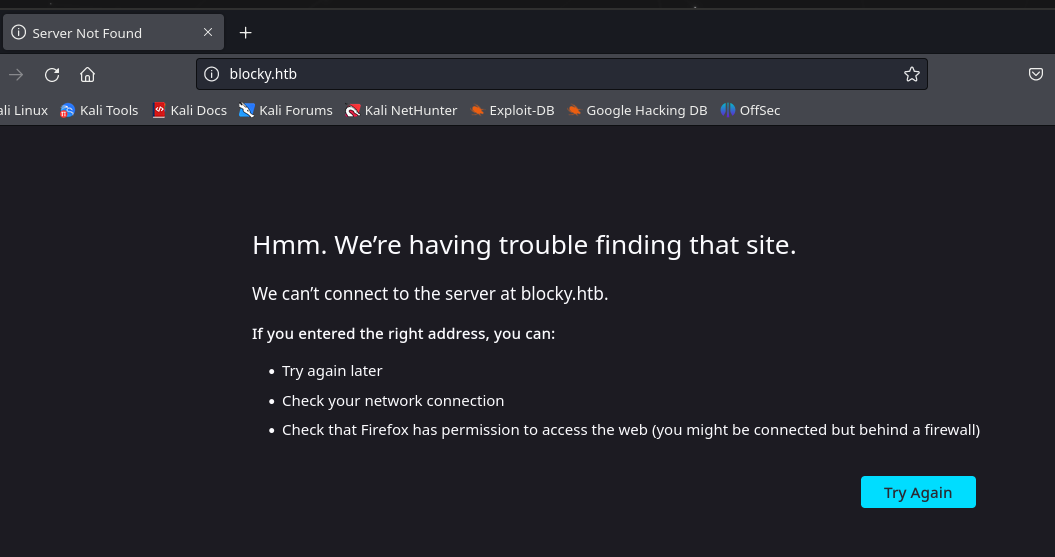 Server Not Found
blocky.htb
ali Linux Kali Tools Kali Docs Kali Forums Kali NetHunter Exploit-DB Google Hacking DB OffSec
Hmm. We’re having trouble finding that site.
We can’t connect to the server at blocky.htb.
If you entered the right address, you can:
Try again later
Check your network connection
Check that Firefox has permission to access the web (you might be connected but behind a firewall)
Try Again